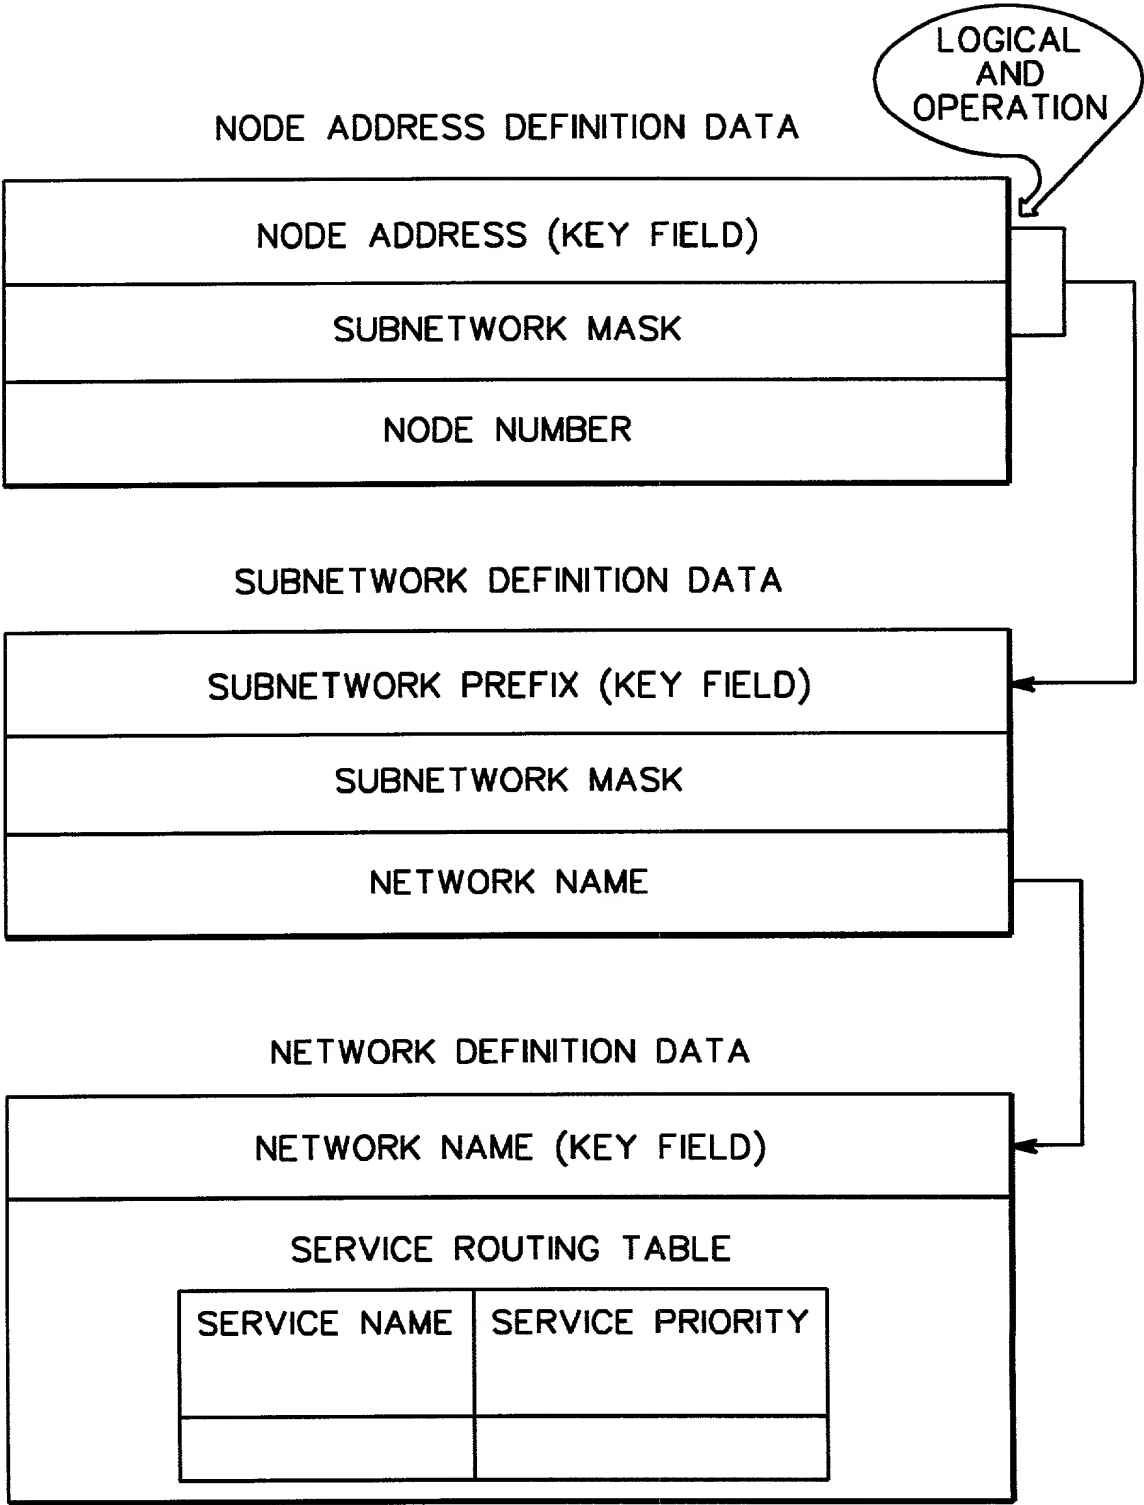 LOGICAL
AND
OPERATION
NODE ADDRESS DEFINITION DATA
NODE ADDRESS (KEY FIELD)
SUBNETWORK MASK
NODE NUMBER
SUBNETWORK DEFINITION DATA
SUBNETWORK PREFIX (KEY FIELD)
SUBNETWORK MASK
NETWORK NAME
NETWORK DEFINITION DATA
NETWORK NAME (KEY FIELD)
SERVICE ROUTING TABLE
SERVICE NAME SERVICE PRIORITY